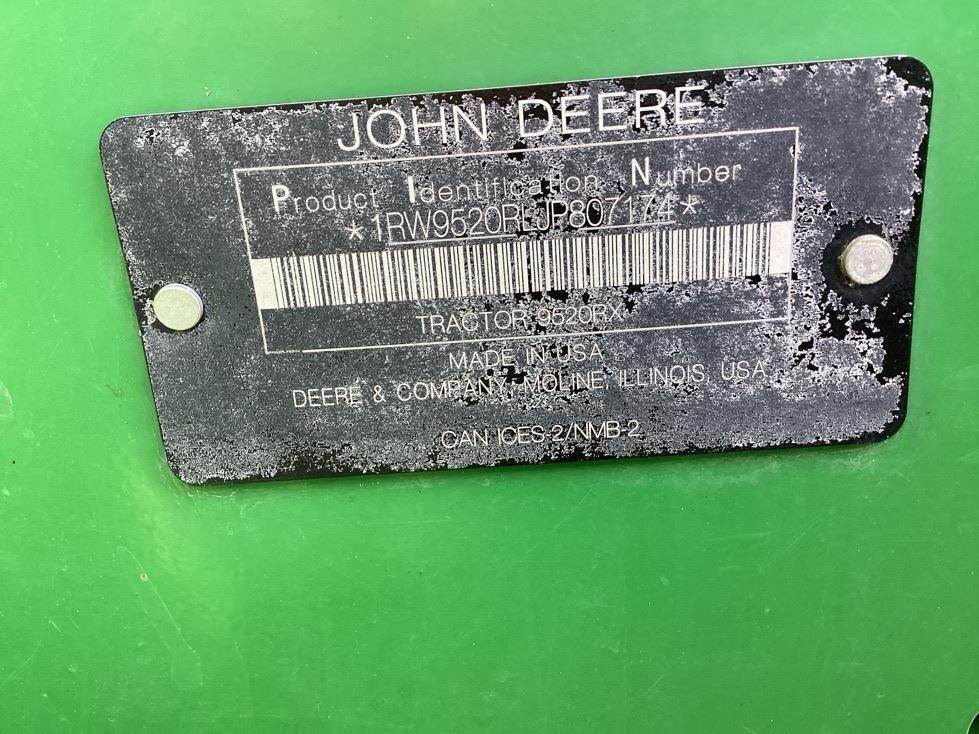 JOHN DEERE
Product Identification Number
*1RW9520RLJP807174*
TRACTOR 9520RX
MADE IN USA
DEERE & COMPANY, MOLINE, ILLINOIS, USA
CAN ICES-2/NMB-2